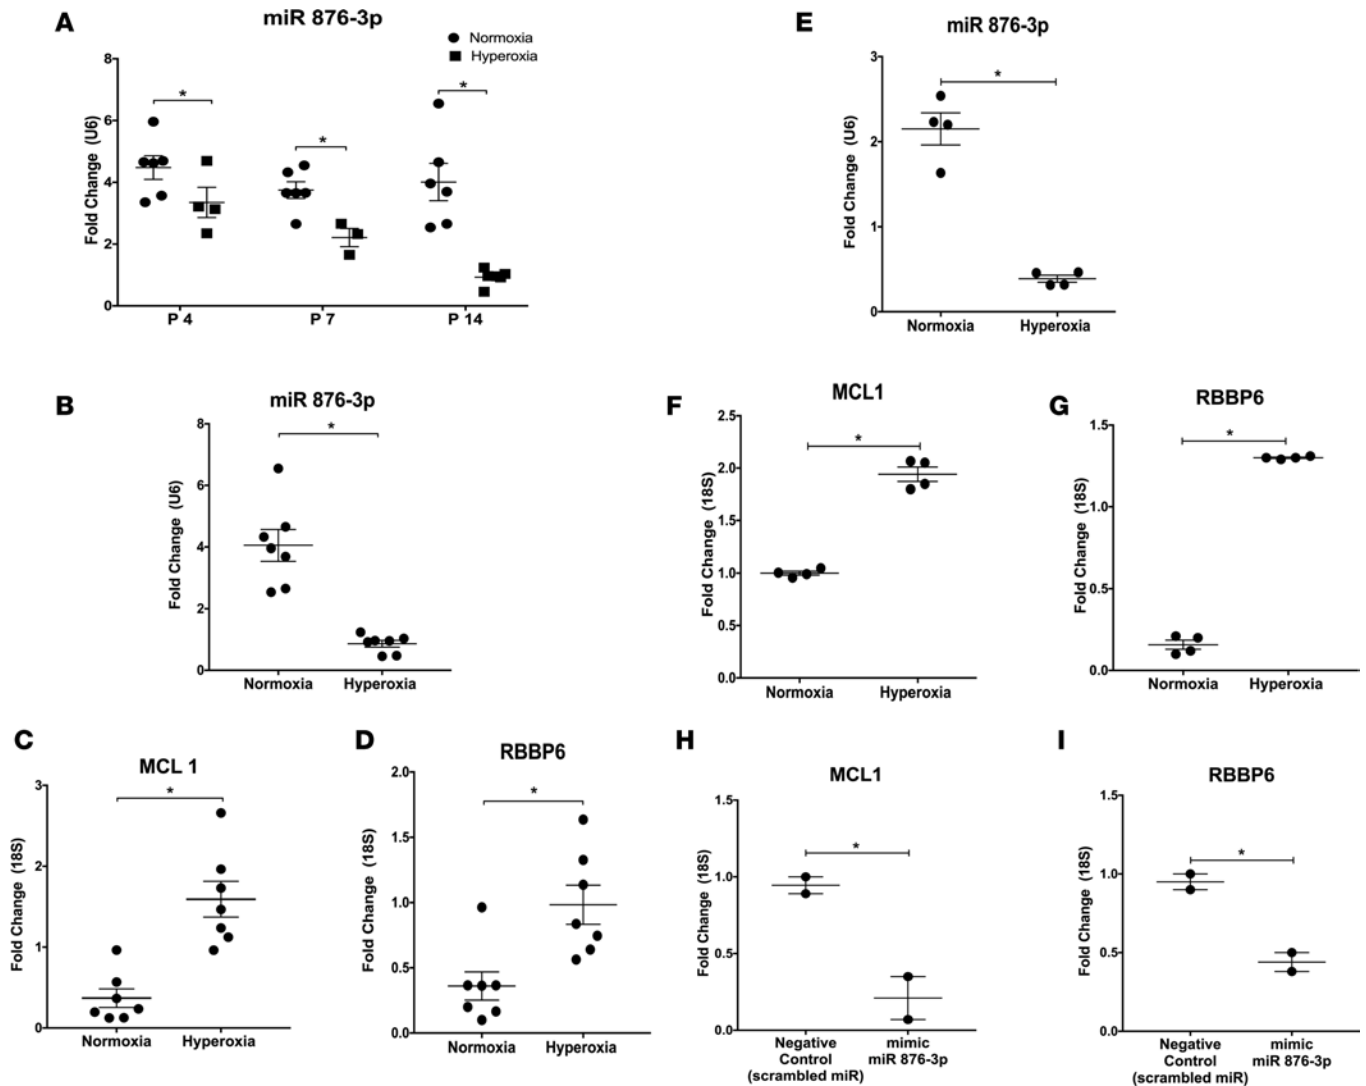 A
miR 876-3p
Normoxia
Hyperoxia
Fold Change (U6)
8
6
4
2
0
*
*
*
P 4
P 7
P 14
B
miR 876-3p
Fold Change (U6)
8
6
4
2
0
*
Normoxia
Hyperoxia
C
MCL 1
Fold Change (18S)
3
2
1
0
*
Normoxia
Hyperoxia
D
RBBP6
Fold Change (18S)
2.0
1.5
1.0
0.5
0.0
*
Normoxia
Hyperoxia
E
miR 876-3p
Fold Change (U6)
3
2
1
0
*
Normoxia
Hyperoxia
F
MCL1
Fold Change (18S)
2.5
2.0
1.5
1.0
0.5
0.0
*
Normoxia
Hyperoxia
G
RBBP6
Fold Change (18S)
1.5
1.0
0.5
0.0
*
Normoxia
Hyperoxia
H
MCL1
Fold Change (18S)
1.5
1.0
0.5
0.0
*
Negative
Control
(scrambled miR)
mimic
miR 876-3p
I
RBBP6
Fold Change (18S)
1.5
1.0
0.5
0.0
*
Negative
Control
(scrambled miR)
mimic
miR 876-3p